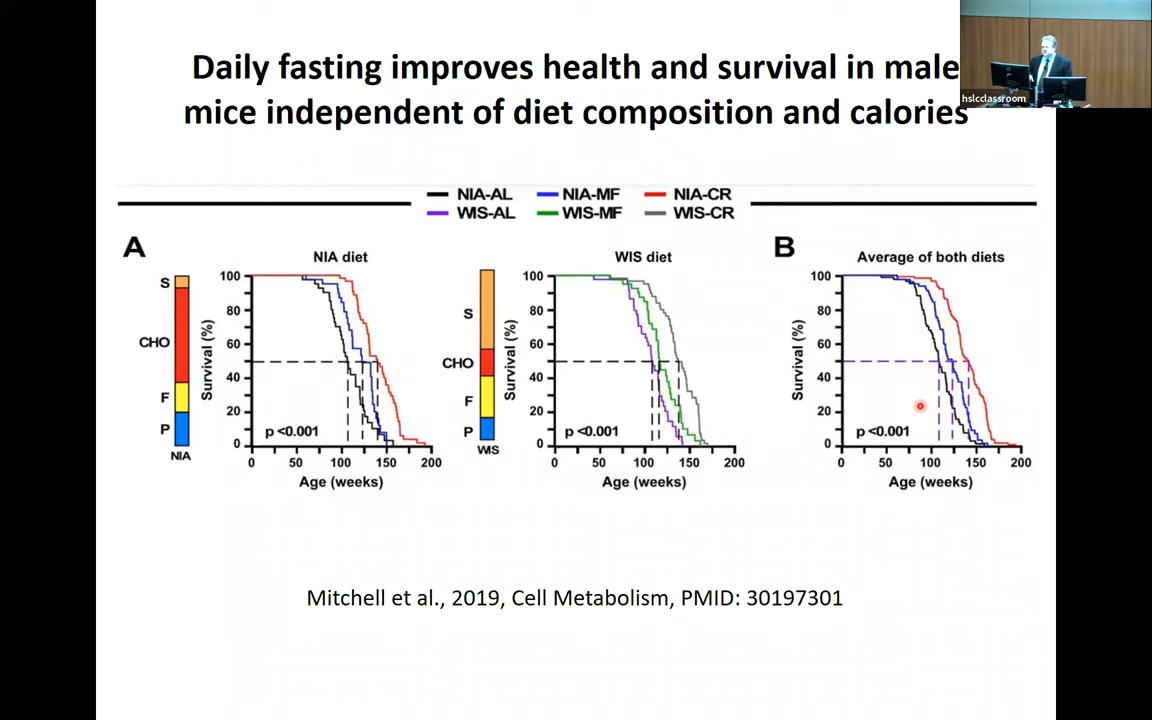 Daily fasting improves health and survival in male
mice independent of diet composition and calories
hslcclassroom
NIA-AL NIA-MF NIA-CR
WIS-AL WIS-MF WIS-CR
A
NIA diet
S
CHO
F
P
NIA
Survival (%)
100
80
60
40
20
0
p <0.001
0 50 100 150 200
Age (weeks)
WIS diet
S
CHO
F
P
WIS
Survival (%)
100
80
60
40
20
0
p <0.001
0 50 100 150 200
Age (weeks)
B
Average of both diets
Survival (%)
100
80
60
40
20
0
p <0.001
0 50 100 150 200
Age (weeks)
Mitchell et al., 2019, Cell Metabolism, PMID: 30197301